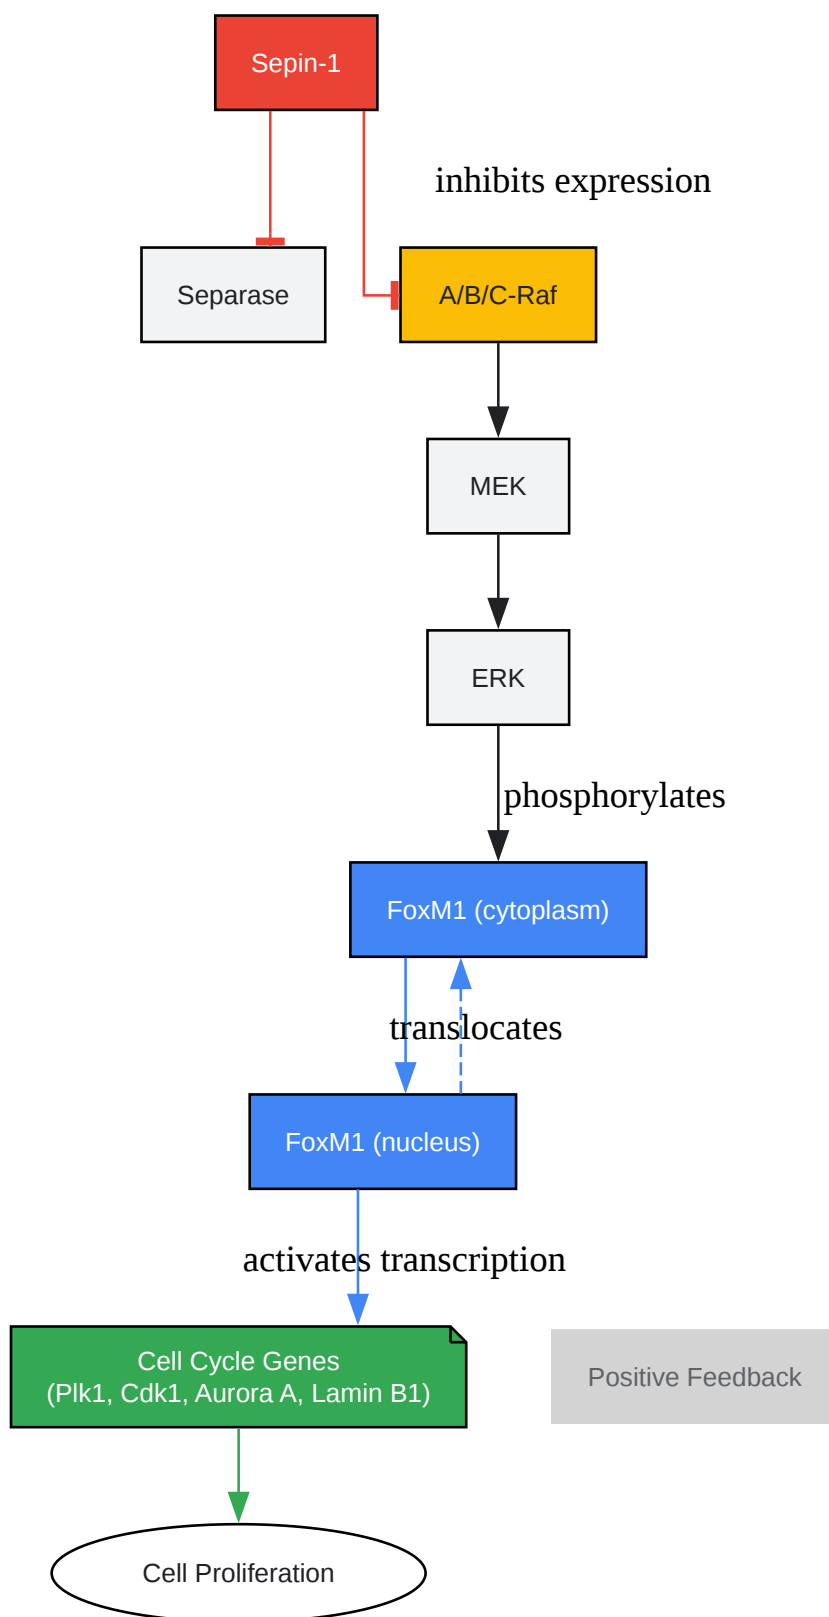 Sepin-1
inhibits expression
Separase
A/B/C-Raf
MEK
ERK
phosphorylates
FoxM1 (cytoplasm)
translocates
FoxM1 (nucleus)
activates transcription
Cell Cycle Genes
(Plk1, Cdk1, Aurora A, Lamin B1)
Positive Feedback
Cell Proliferation